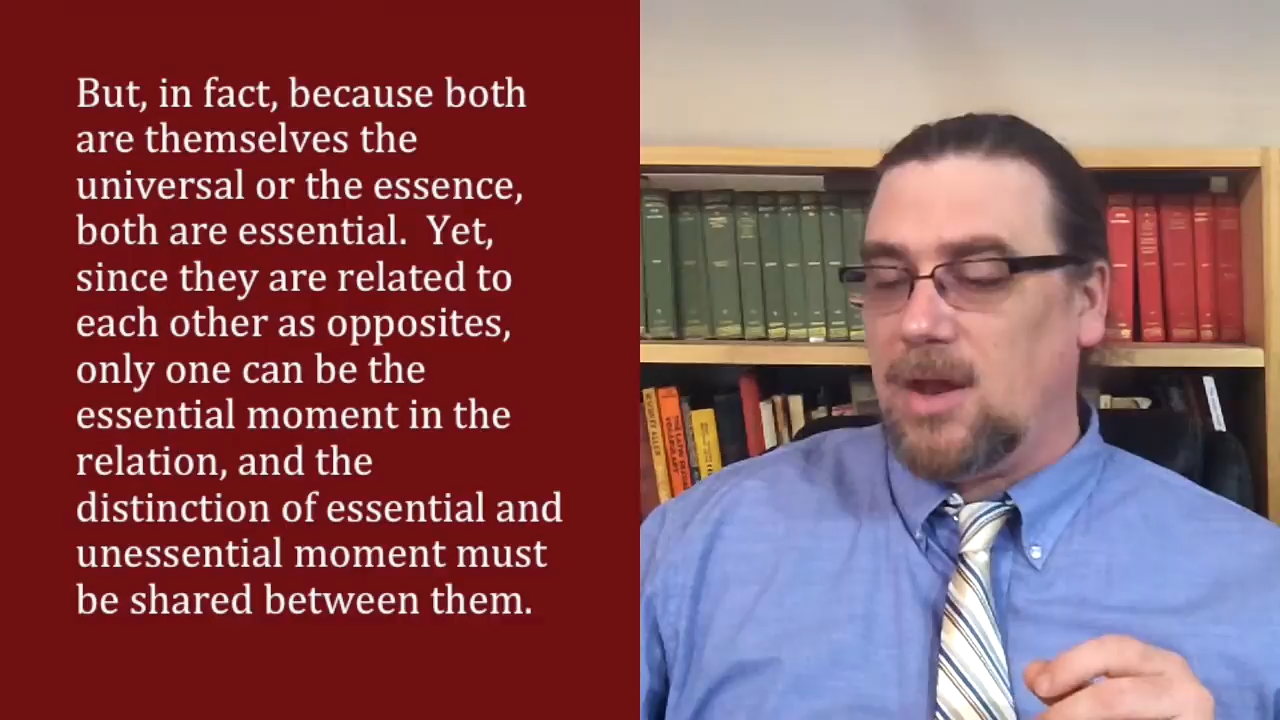 But, in fact, because both
are themselves the
universal or the essence,
both are essential.  Yet,
since they are related to
each other as opposites,
only one can be the
essential moment in the
relation, and the
distinction of essential and
unessential moment must
be shared between them.